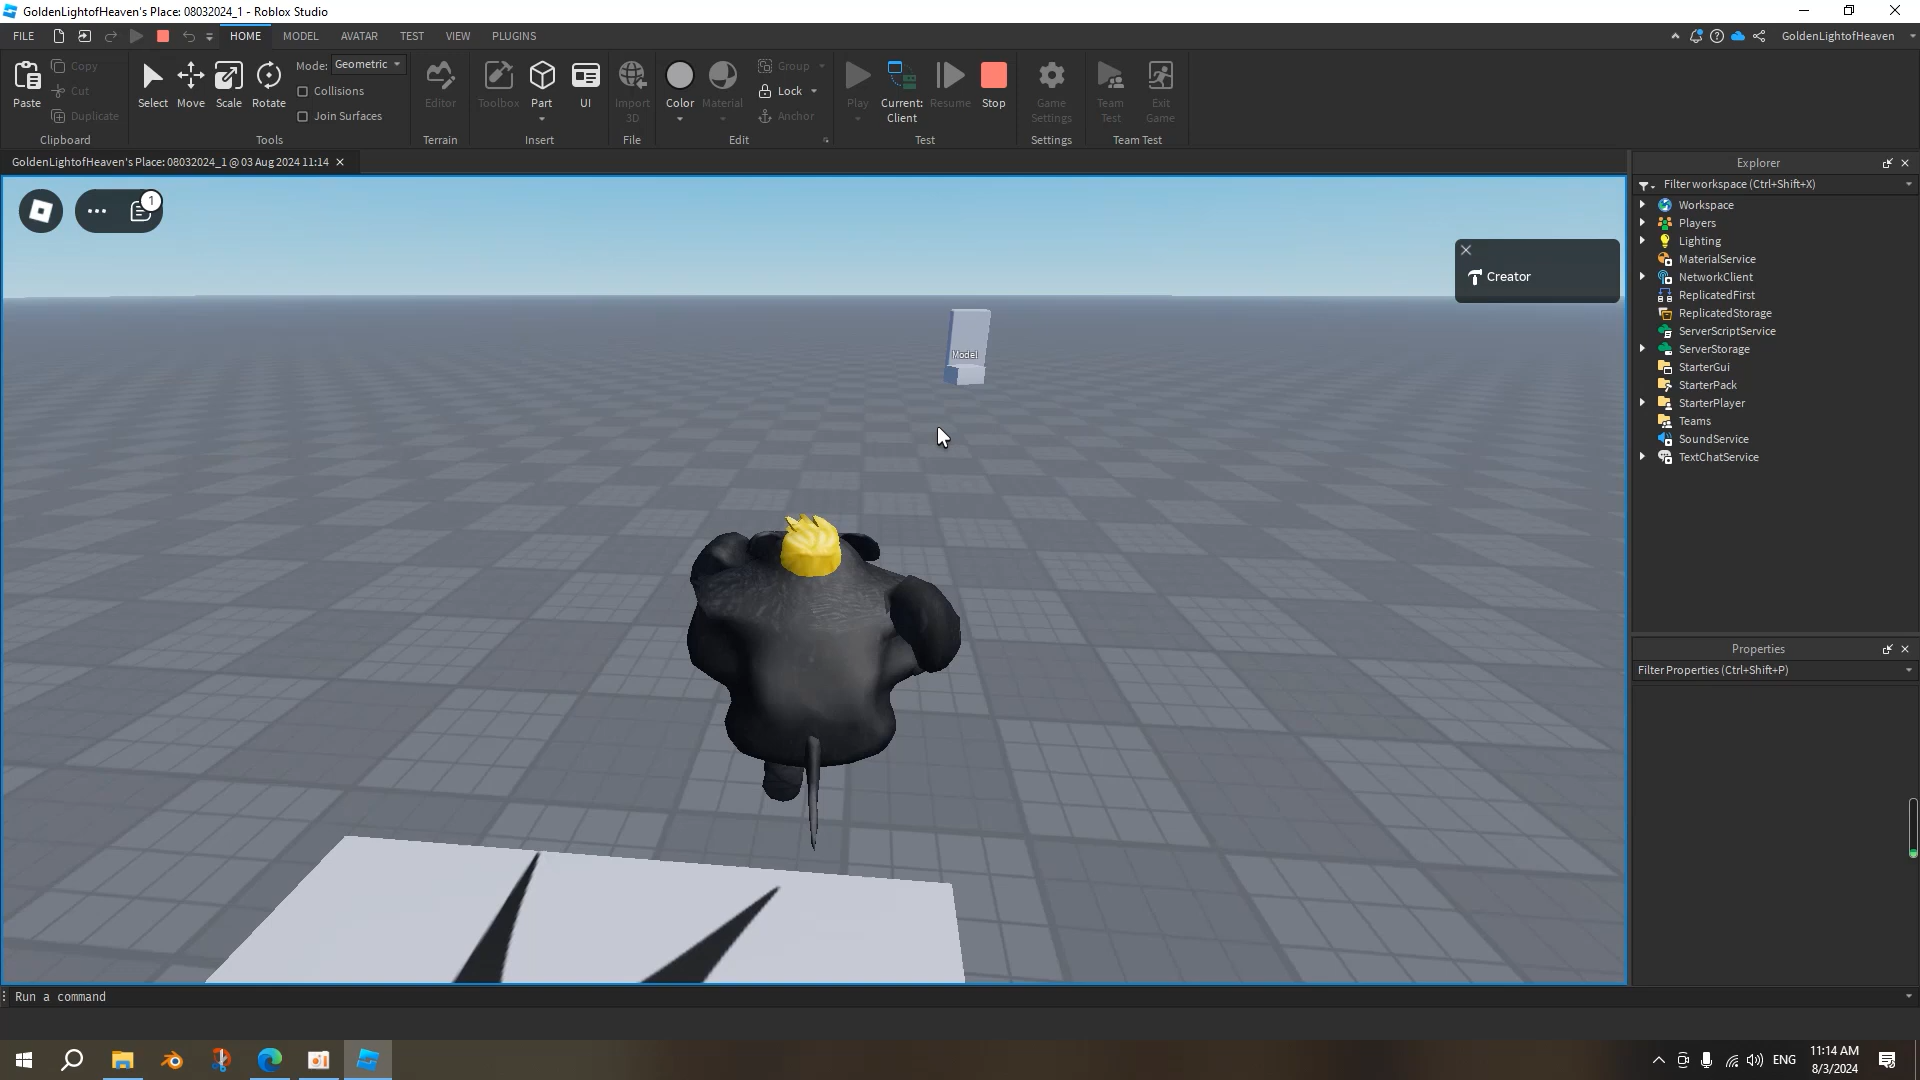 GoldenLightofHeaven's Place: 08032024_1 - Roblox Studio
FILE HOME MODEL AVATAR TEST VIEW PLUGINS GoldenLightofHeaven
Paste Copy Cut Duplicate
Clipboard
Select Move Scale Rotate
Mode: Geometric
Collisions
Join Surfaces
Tools
Editor
Terrain
Toolbox Part UI
Insert
Import 3D
File
Color Material
Group
Lock
Anchor
Edit
Play Current: Client Resume Stop
Test
Game Settings
Settings
Team Test Exit Game
Team Test
GoldenLightofHeaven's Place: 08032024_1 @ 03 Aug 2024 11:14
1
Creator
Model
Explorer
Filter workspace (Ctrl+Shift+X)
Workspace
Players
Lighting
MaterialService
NetworkClient
ReplicatedFirst
ReplicatedStorage
ServerScriptService
ServerStorage
StarterGui
StarterPack
StarterPlayer
Teams
SoundService
TextChatService
Properties
Filter Properties (Ctrl+Shift+P)
Run a command
ENG
11:14 AM
8/3/2024